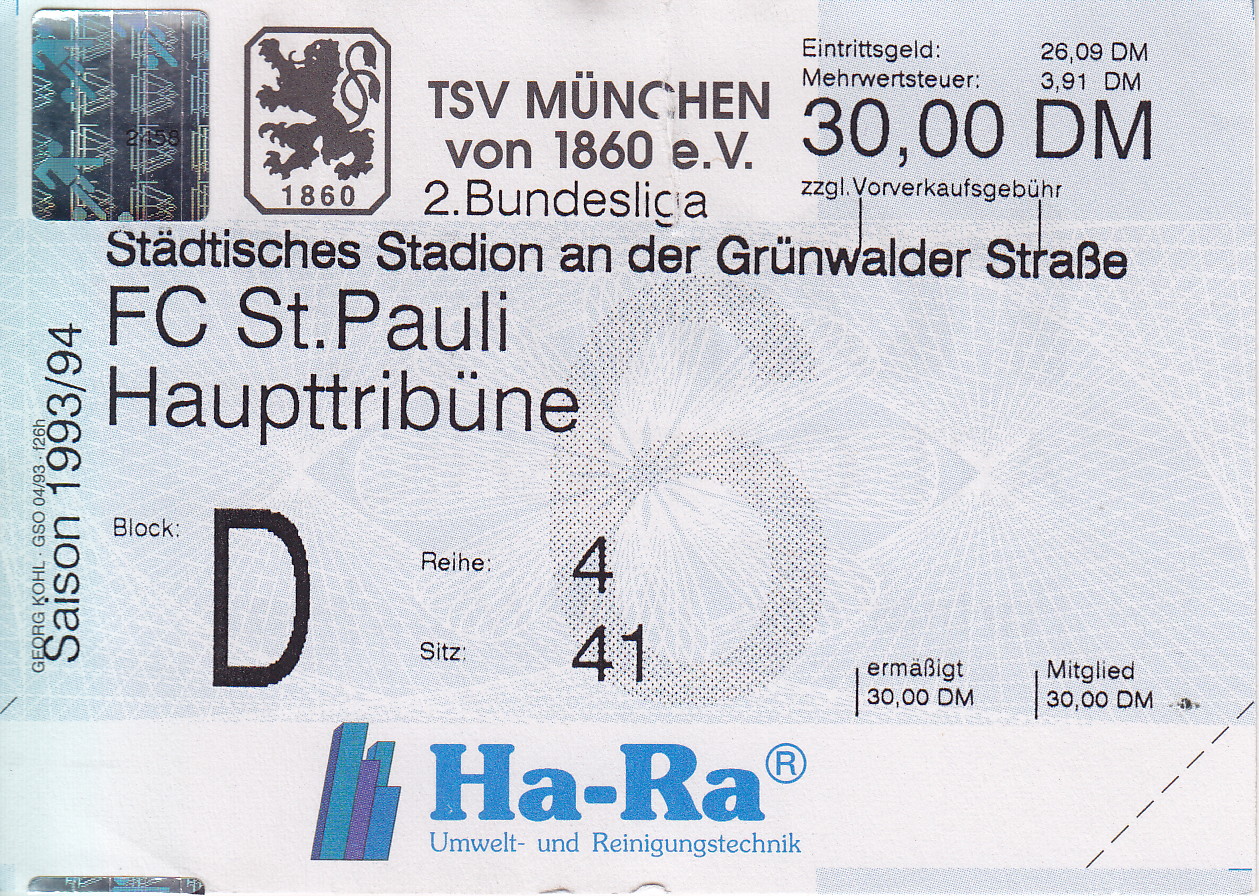 TSV MÜNCHEN
von 1860 e.V.
2.Bundesliga
1860
Eintrittsgeld: 26,09 DM
Mehrwertsteuer: 3,91 DM
30,00 DM
zzgl.Vorverkaufsgebühr
Städtisches Stadion an der Grünwalder Straße
FC St.Pauli
Haupttribüne
6
Block: D
Reihe: 4
Sitz: 41
ermäßigt
30,00 DM
Mitglied
30,00 DM
Saison 1993/94
GEORG KOHL · GSO 04/93 · f26h
Ha-Ra®
Umwelt- und Reinigungstechnik